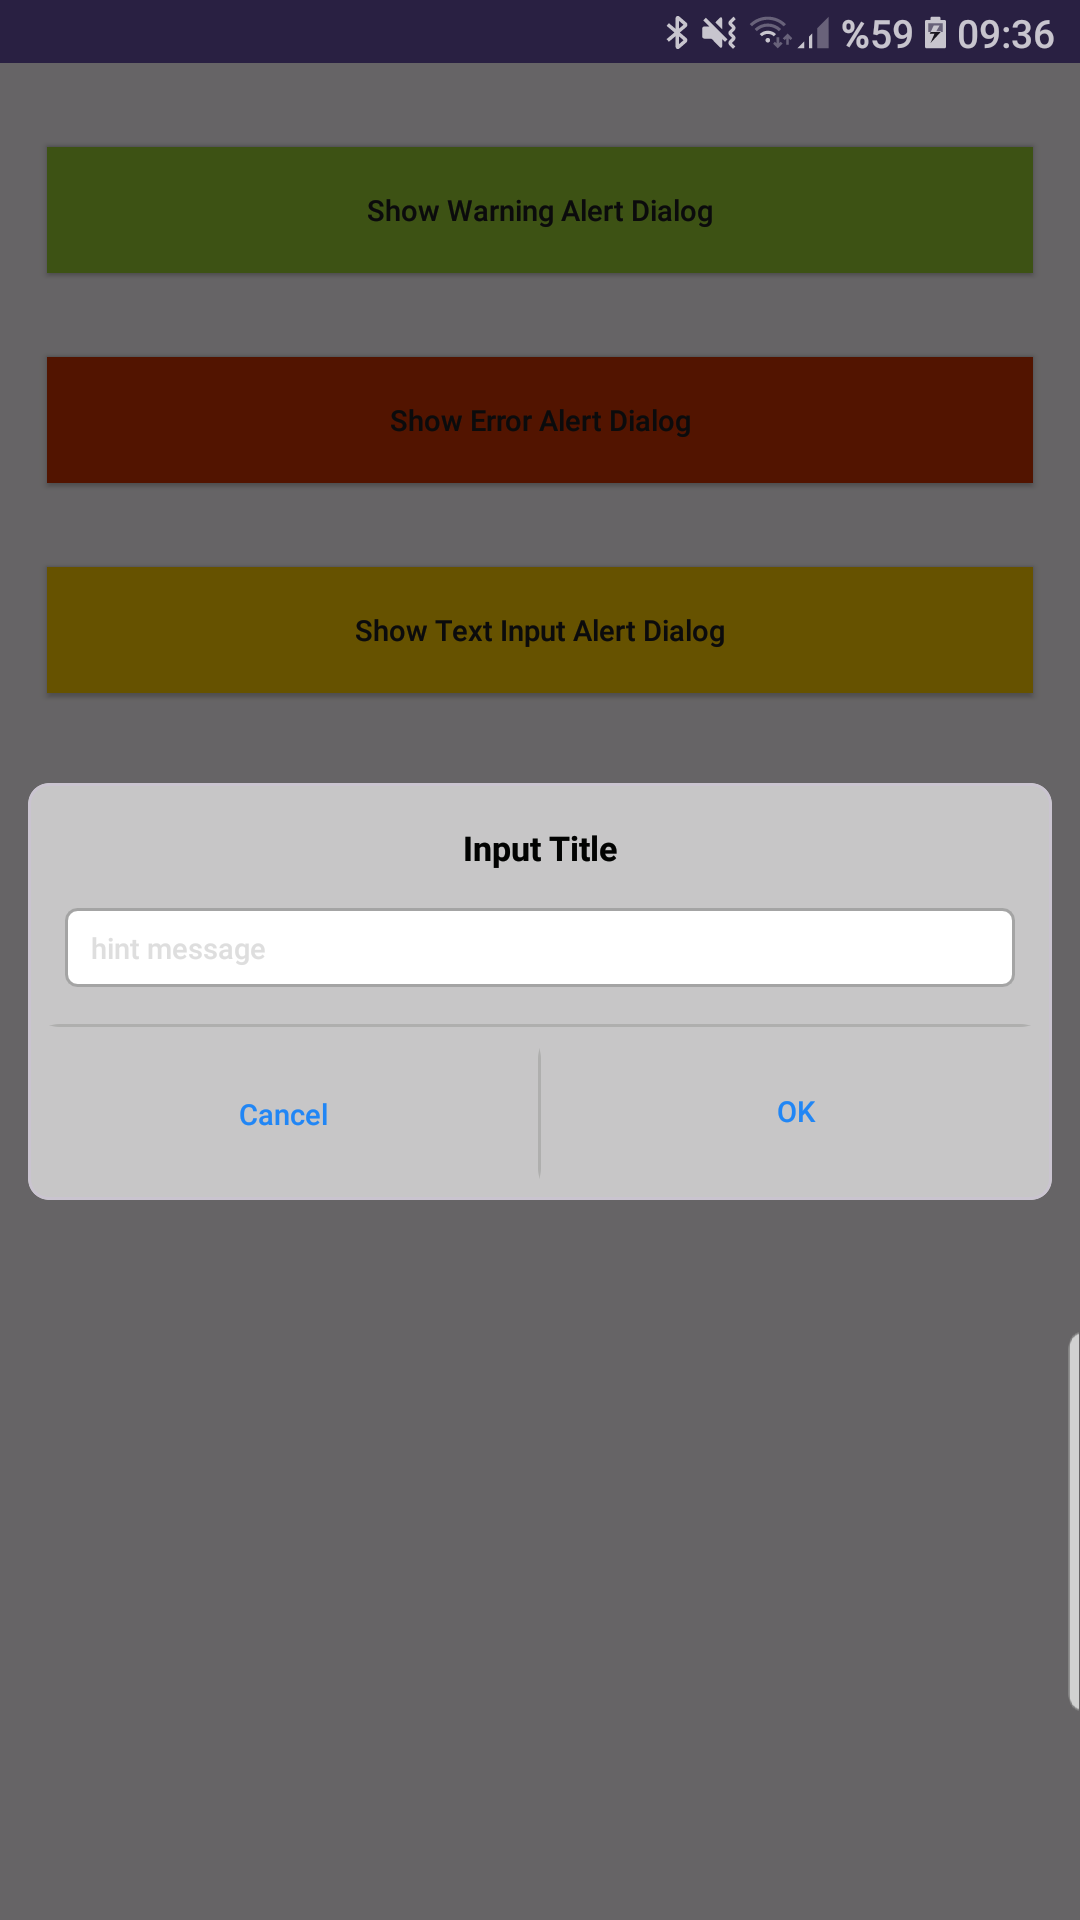 %59 09:36
Show Warning Alert Dialog
Show Error Alert Dialog
Show Text Input Alert Dialog
Input Title
hint message
Cancel
OK